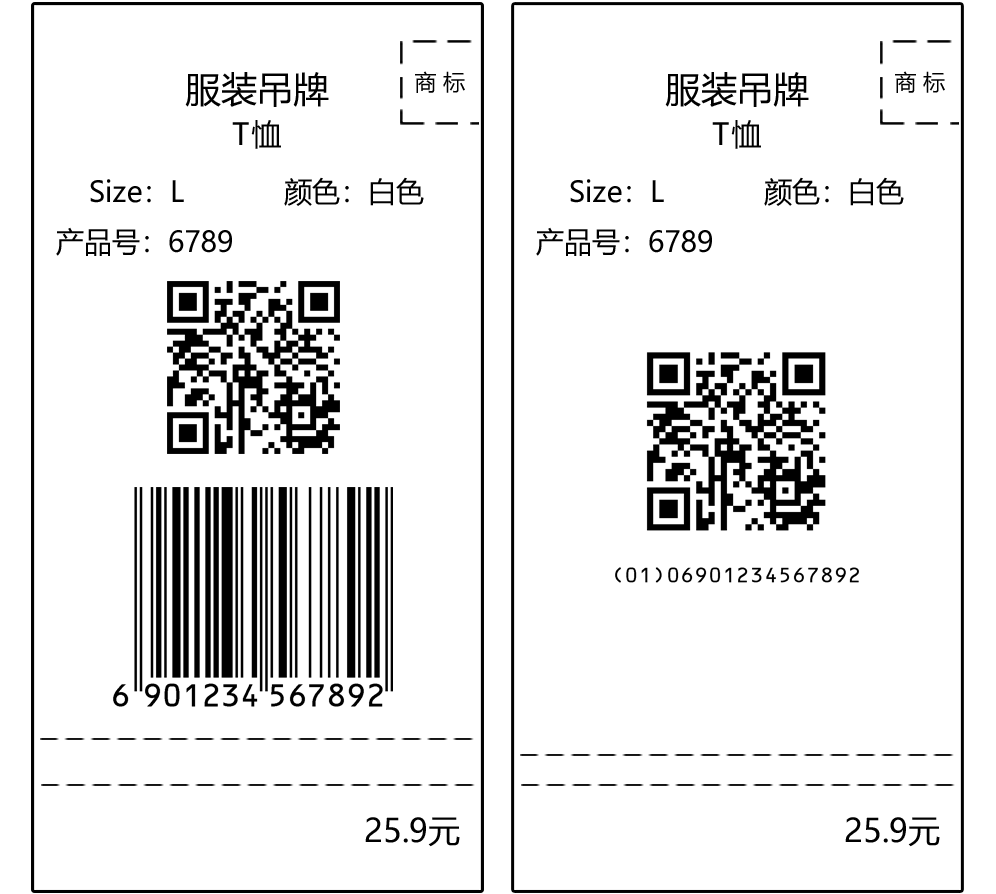 商标
服装吊牌
T恤
Size：L 颜色：白色
产品号：6789
6 901234 567892
25.9元
商标
服装吊牌
T恤
Size：L 颜色：白色
产品号：6789
(01)06901234567892
25.9元